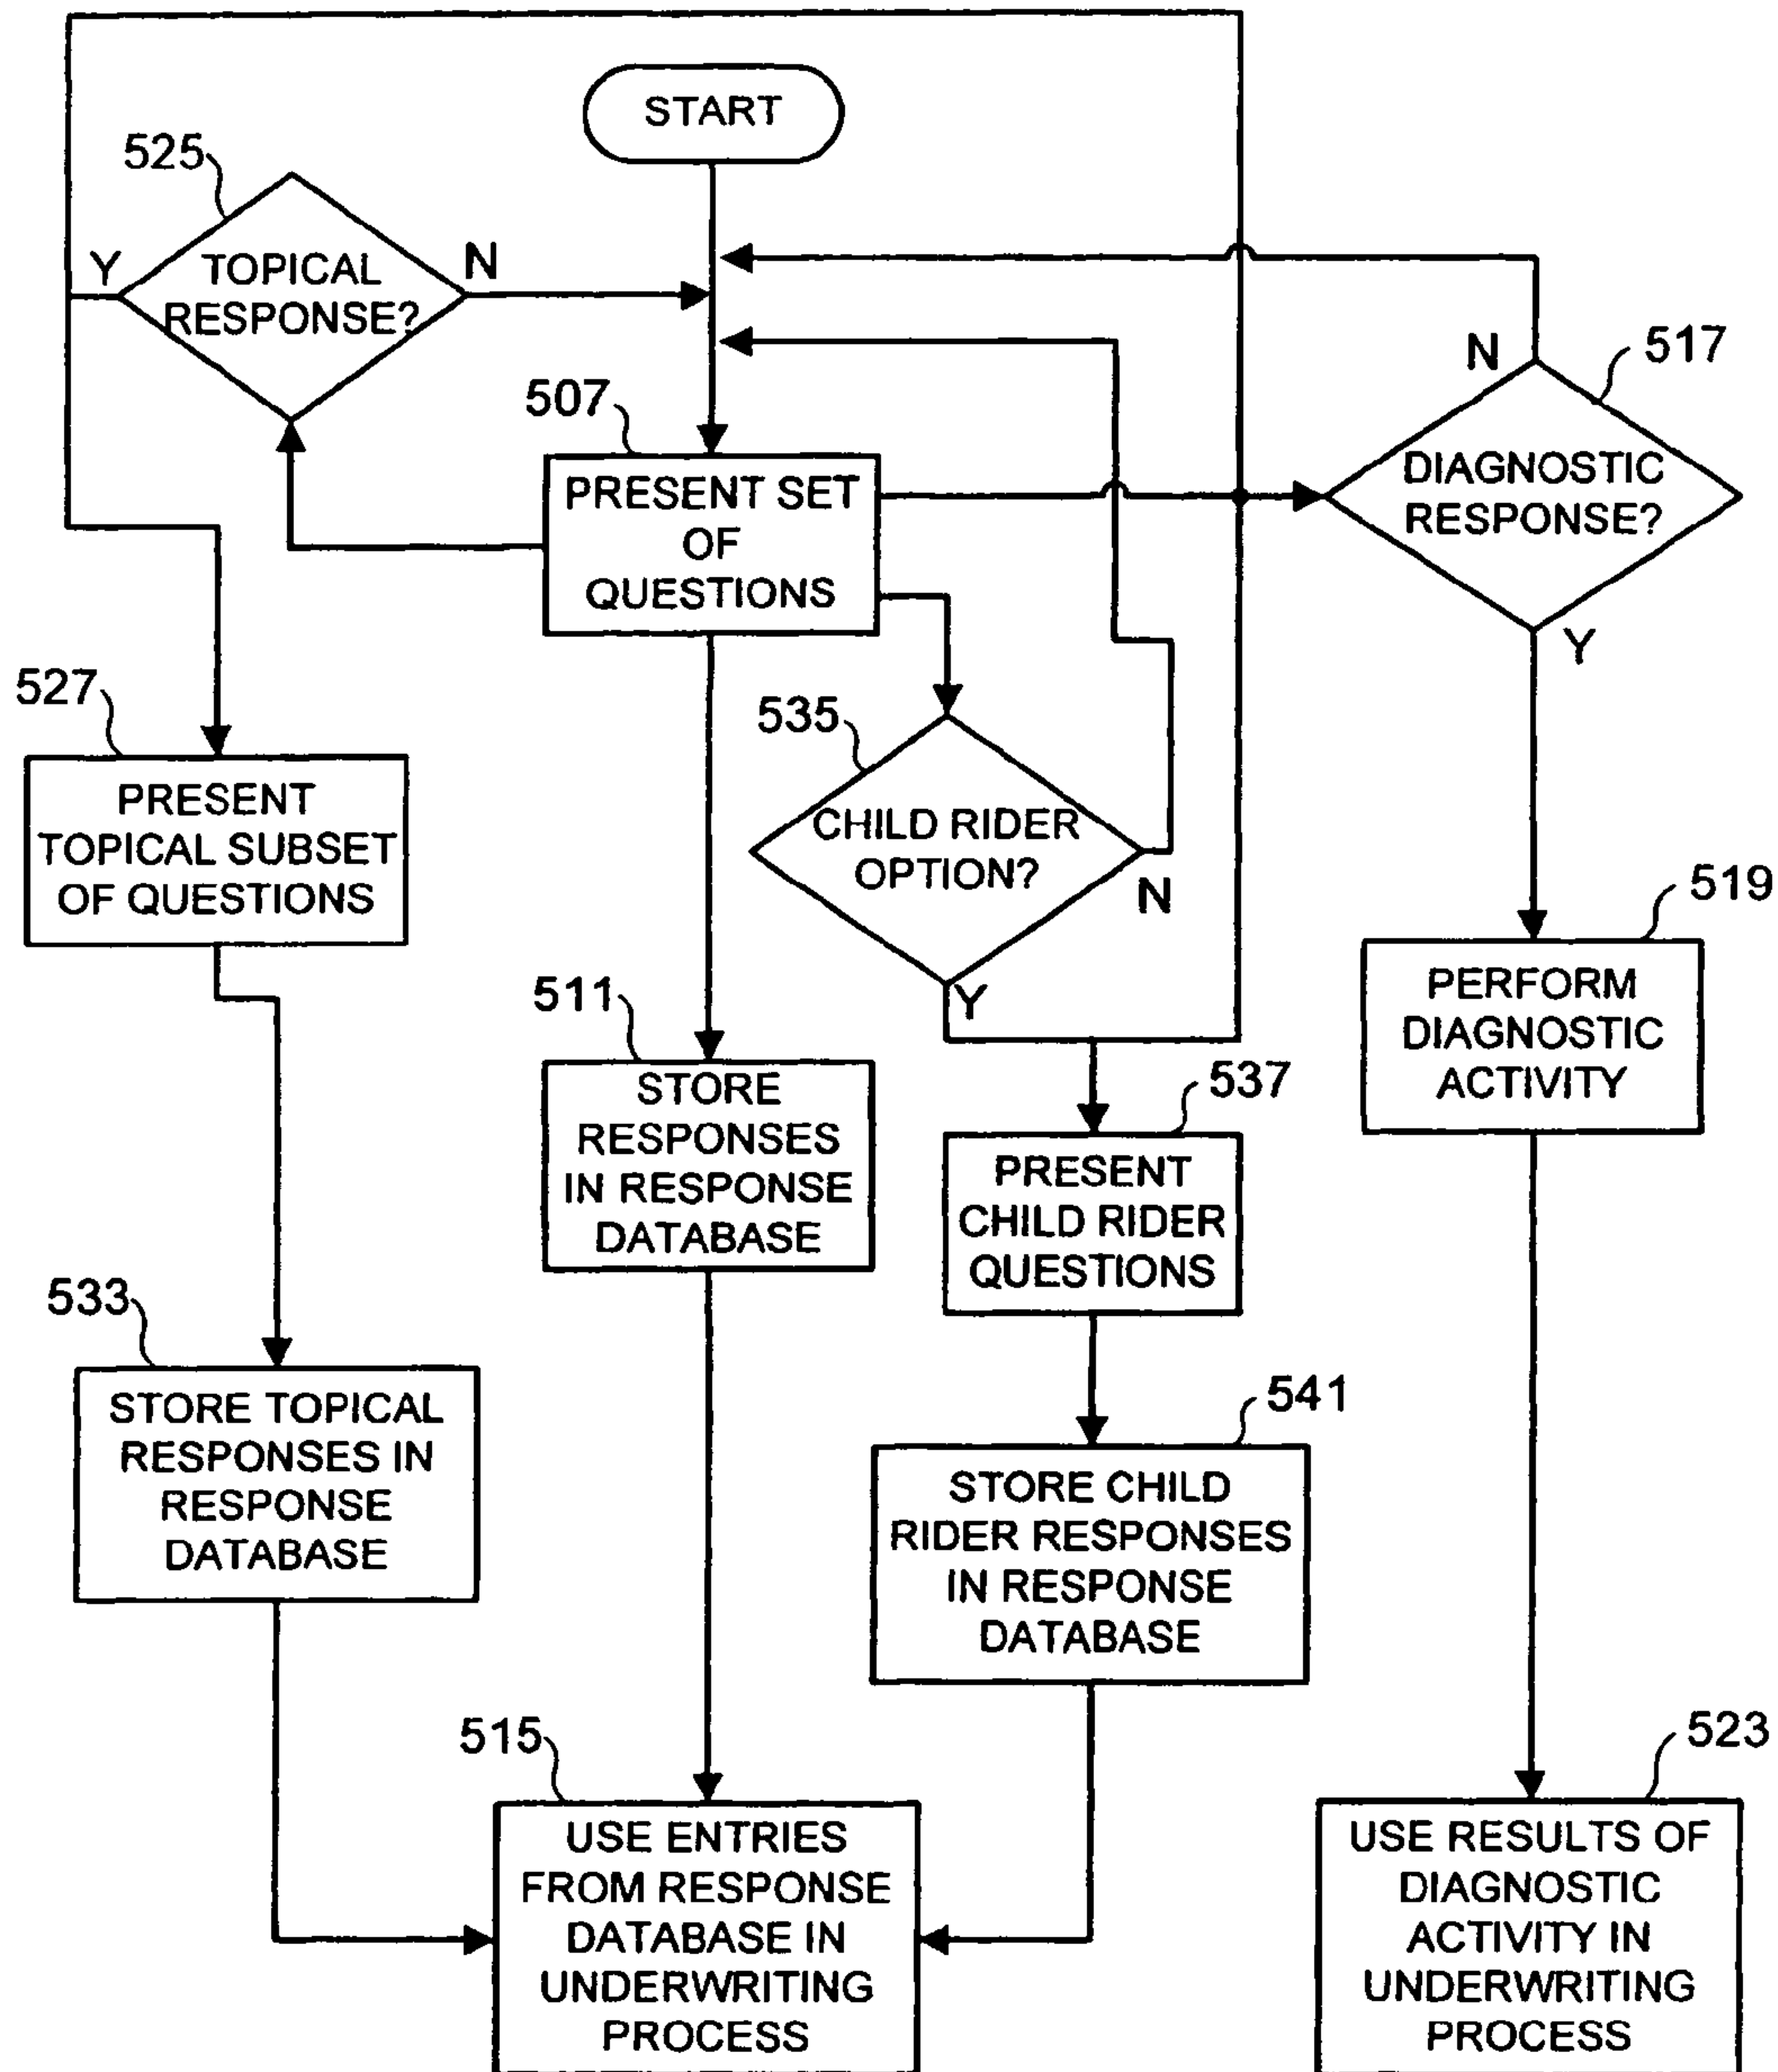 START
525
TOPICAL
RESPONSE?
Y
N
507
PRESENT SET
OF
QUESTIONS
517
N
DIAGNOSTIC
RESPONSE?
Y
527
PRESENT
TOPICAL SUBSET
OF QUESTIONS
535
CHILD RIDER
OPTION?
N
Y
519
PERFORM
DIAGNOSTIC
ACTIVITY
511
STORE
RESPONSES
IN RESPONSE
DATABASE
537
PRESENT
CHILD RIDER
QUESTIONS
533
STORE TOPICAL
RESPONSES IN
RESPONSE
DATABASE
541
STORE CHILD
RIDER RESPONSES
IN RESPONSE
DATABASE
515
USE ENTRIES
FROM RESPONSE
DATABASE IN
UNDERWRITING
PROCESS
523
USE RESULTS OF
DIAGNOSTIC
ACTIVITY IN
UNDERWRITING
PROCESS